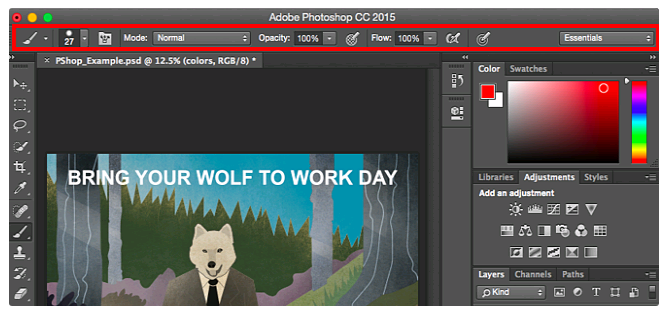 Adobe Photoshop CC 2015
27 Mode: Normal Opacity: 100% Flow: 100% Essentials
PShop_Example.psd @ 12.5% (colors, RGB/8) *
Color Swatches
BRING YOUR WOLF TO WORK DAY
Libraries Adjustments Styles
Add an adjustment
Layers Channels Paths
Kind